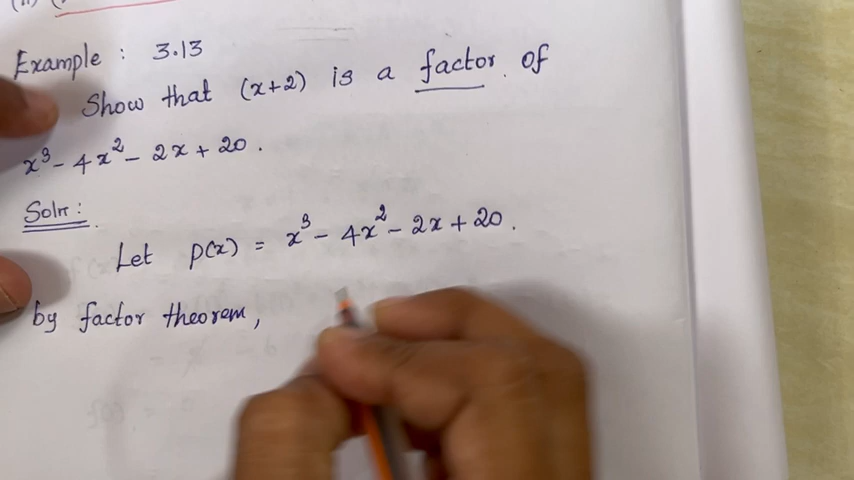 Example : 3.13
Show that (x+2) is a factor of
x³ - 4x² - 2x + 20 .
Soln :
Let p(x) = x³ - 4x² - 2x + 20 .
by factor theorem,